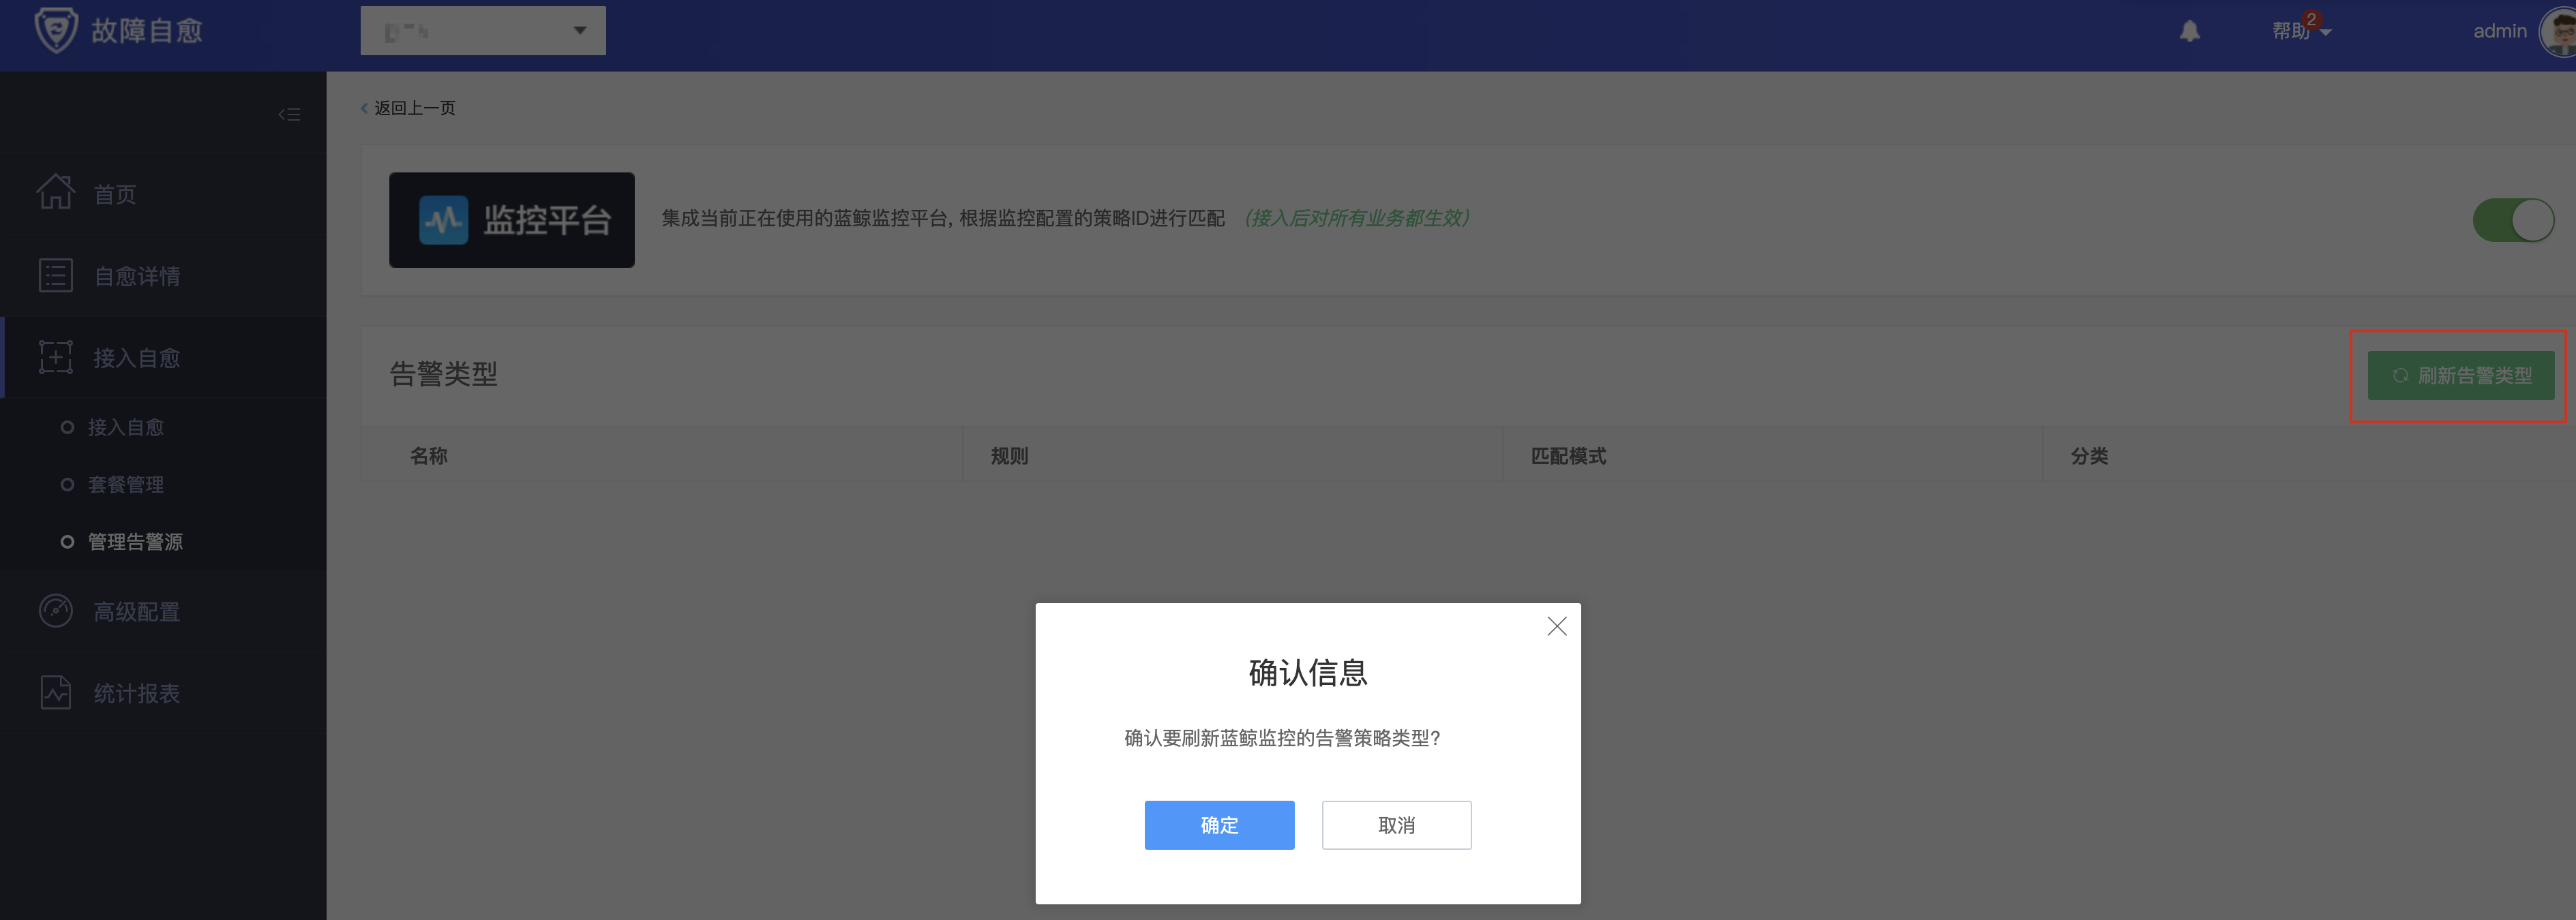 故障自愈
帮助 2
admin
返回上一页
首页
自愈详情
接入自愈
接入自愈
套餐管理
管理告警源
高级配置
统计报表
监控平台
集成当前正在使用的蓝鲸监控平台, 根据监控配置的策略ID进行匹配 (接入后对所有业务都生效)
告警类型
刷新告警类型
名称 规则 匹配模式 分类
确认信息
确认要刷新蓝鲸监控的告警策略类型?
确定 取消